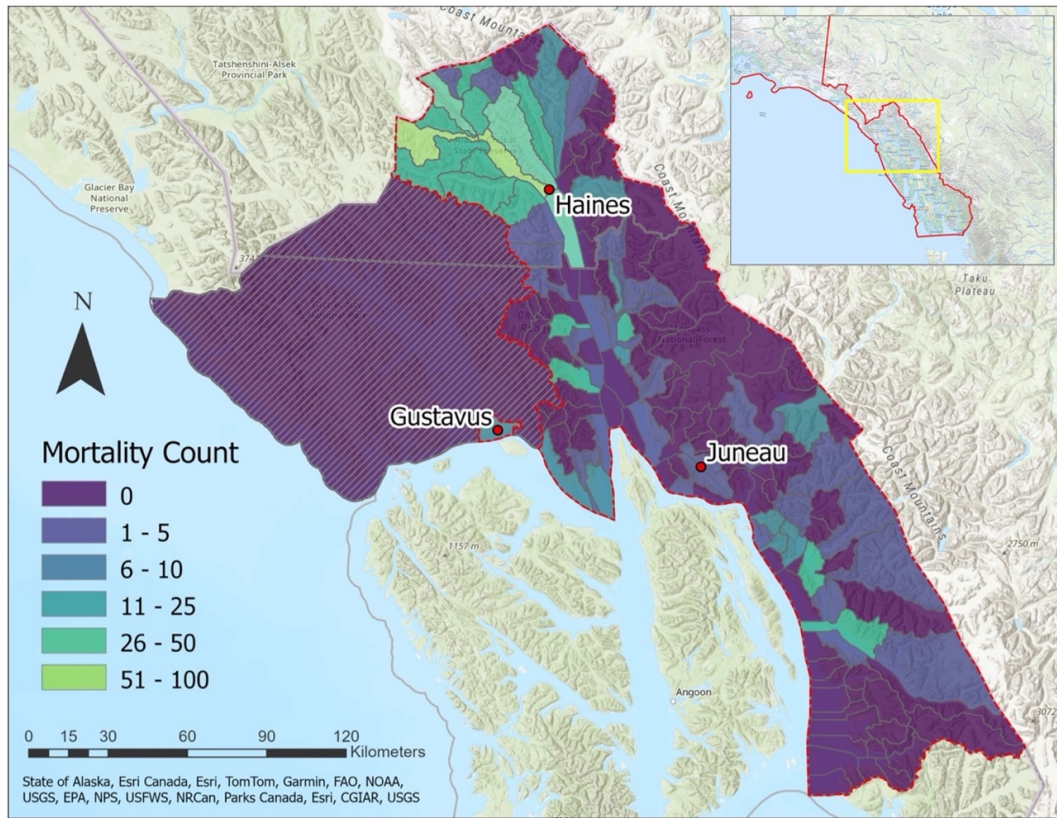 Coast Mountains
Tatshenshini-Alsek
Provincial Park
Glacier Bay
National
Preserve
Haines
Coast Mountains
Taku
Plateau
N
National Forest
Gustavus
Juneau
Coast Mountains
1157 m
2750 m
Angoon
Mortality Count
0
1 - 5
6 - 10
11 - 25
26 - 50
51 - 100
0 15 30 60 90 120
Kilometers
State of Alaska, Esri Canada, Esri, TomTom, Garmin, FAO, NOAA,
USGS, EPA, NPS, USFWS, NRCan, Parks Canada, Esri, CGIAR, USGS